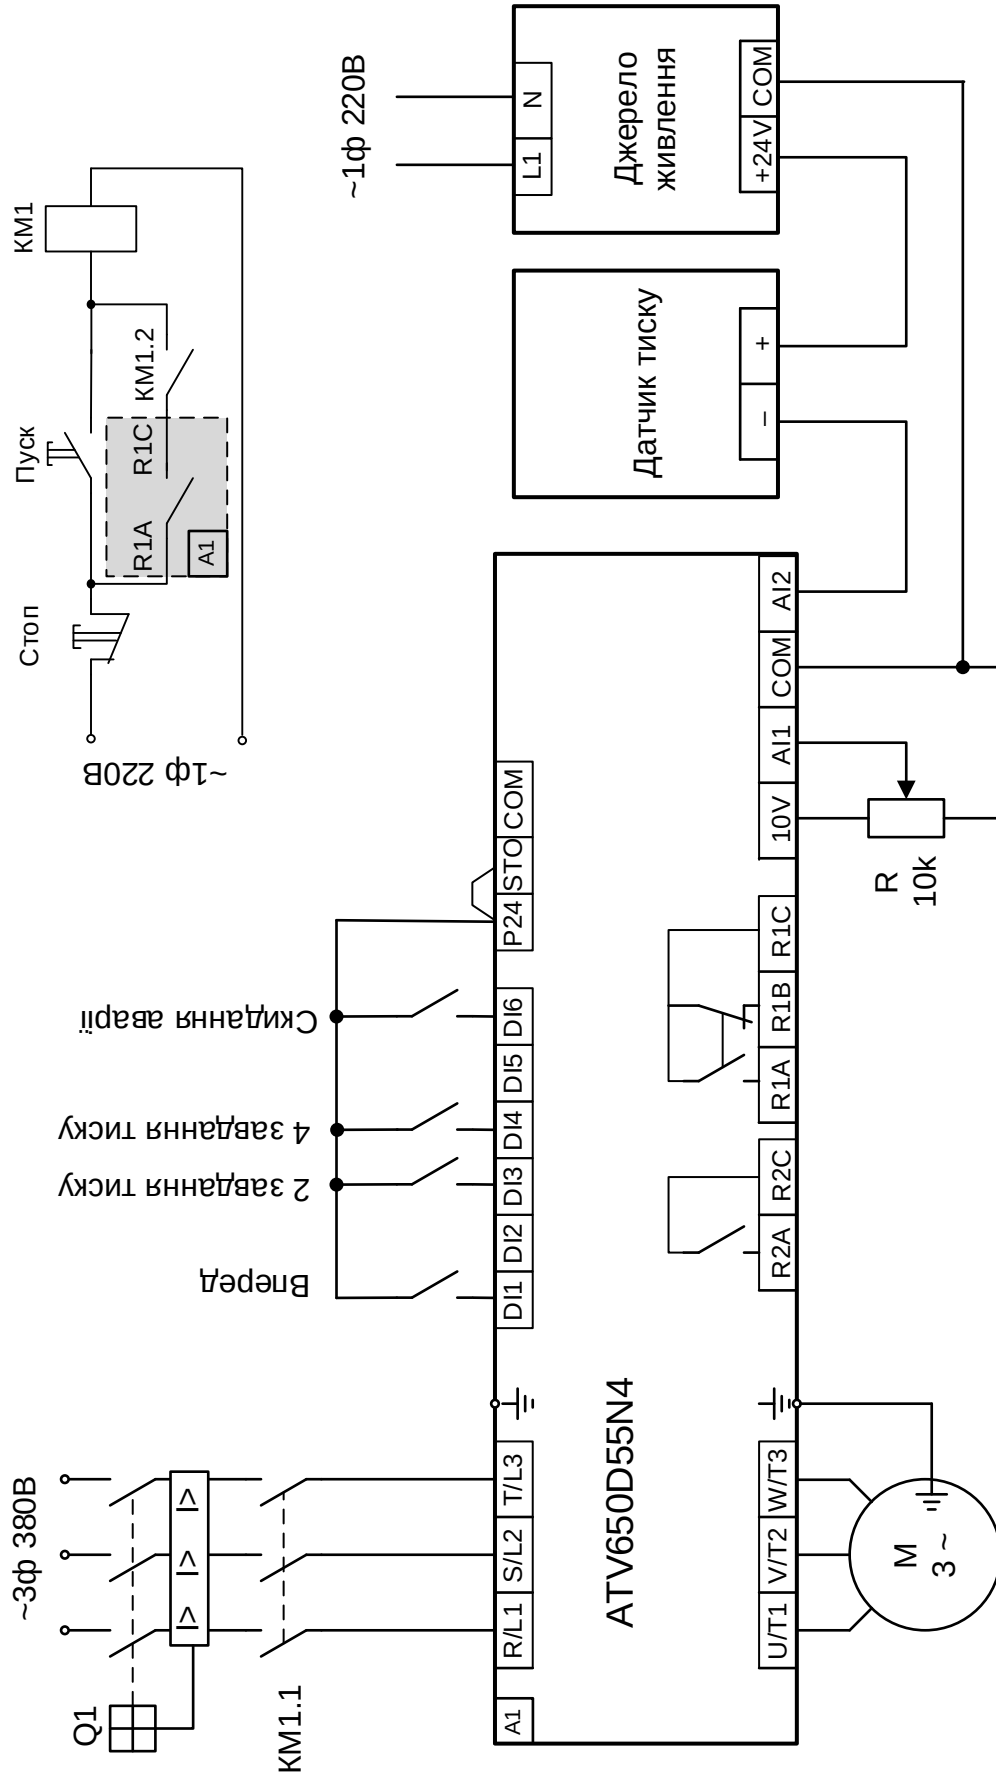 ~3ф 380В
Q1
I>
I>
I>
KM1.1
Вперед
2 завдання тиску
4 завдання тиску
Скидання аварії
~1ф 220В
Стоп
Пуск
KM1
R1A
R1C
KM1.2
A1
~1ф 220В
A1
R/L1
S/L2
T/L3
DI1
DI2
DI3
DI4
DI5
DI6
P24
STO
COM
L1
N
ATV650D55N4
Датчик тиску
Джерело
живлення
U/T1
V/T2
W/T3
R2A
R2C
R1A
R1B
R1C
10V
AI1
COM
AI2
–
+
+24V
COM
M
3 ~
R
10k